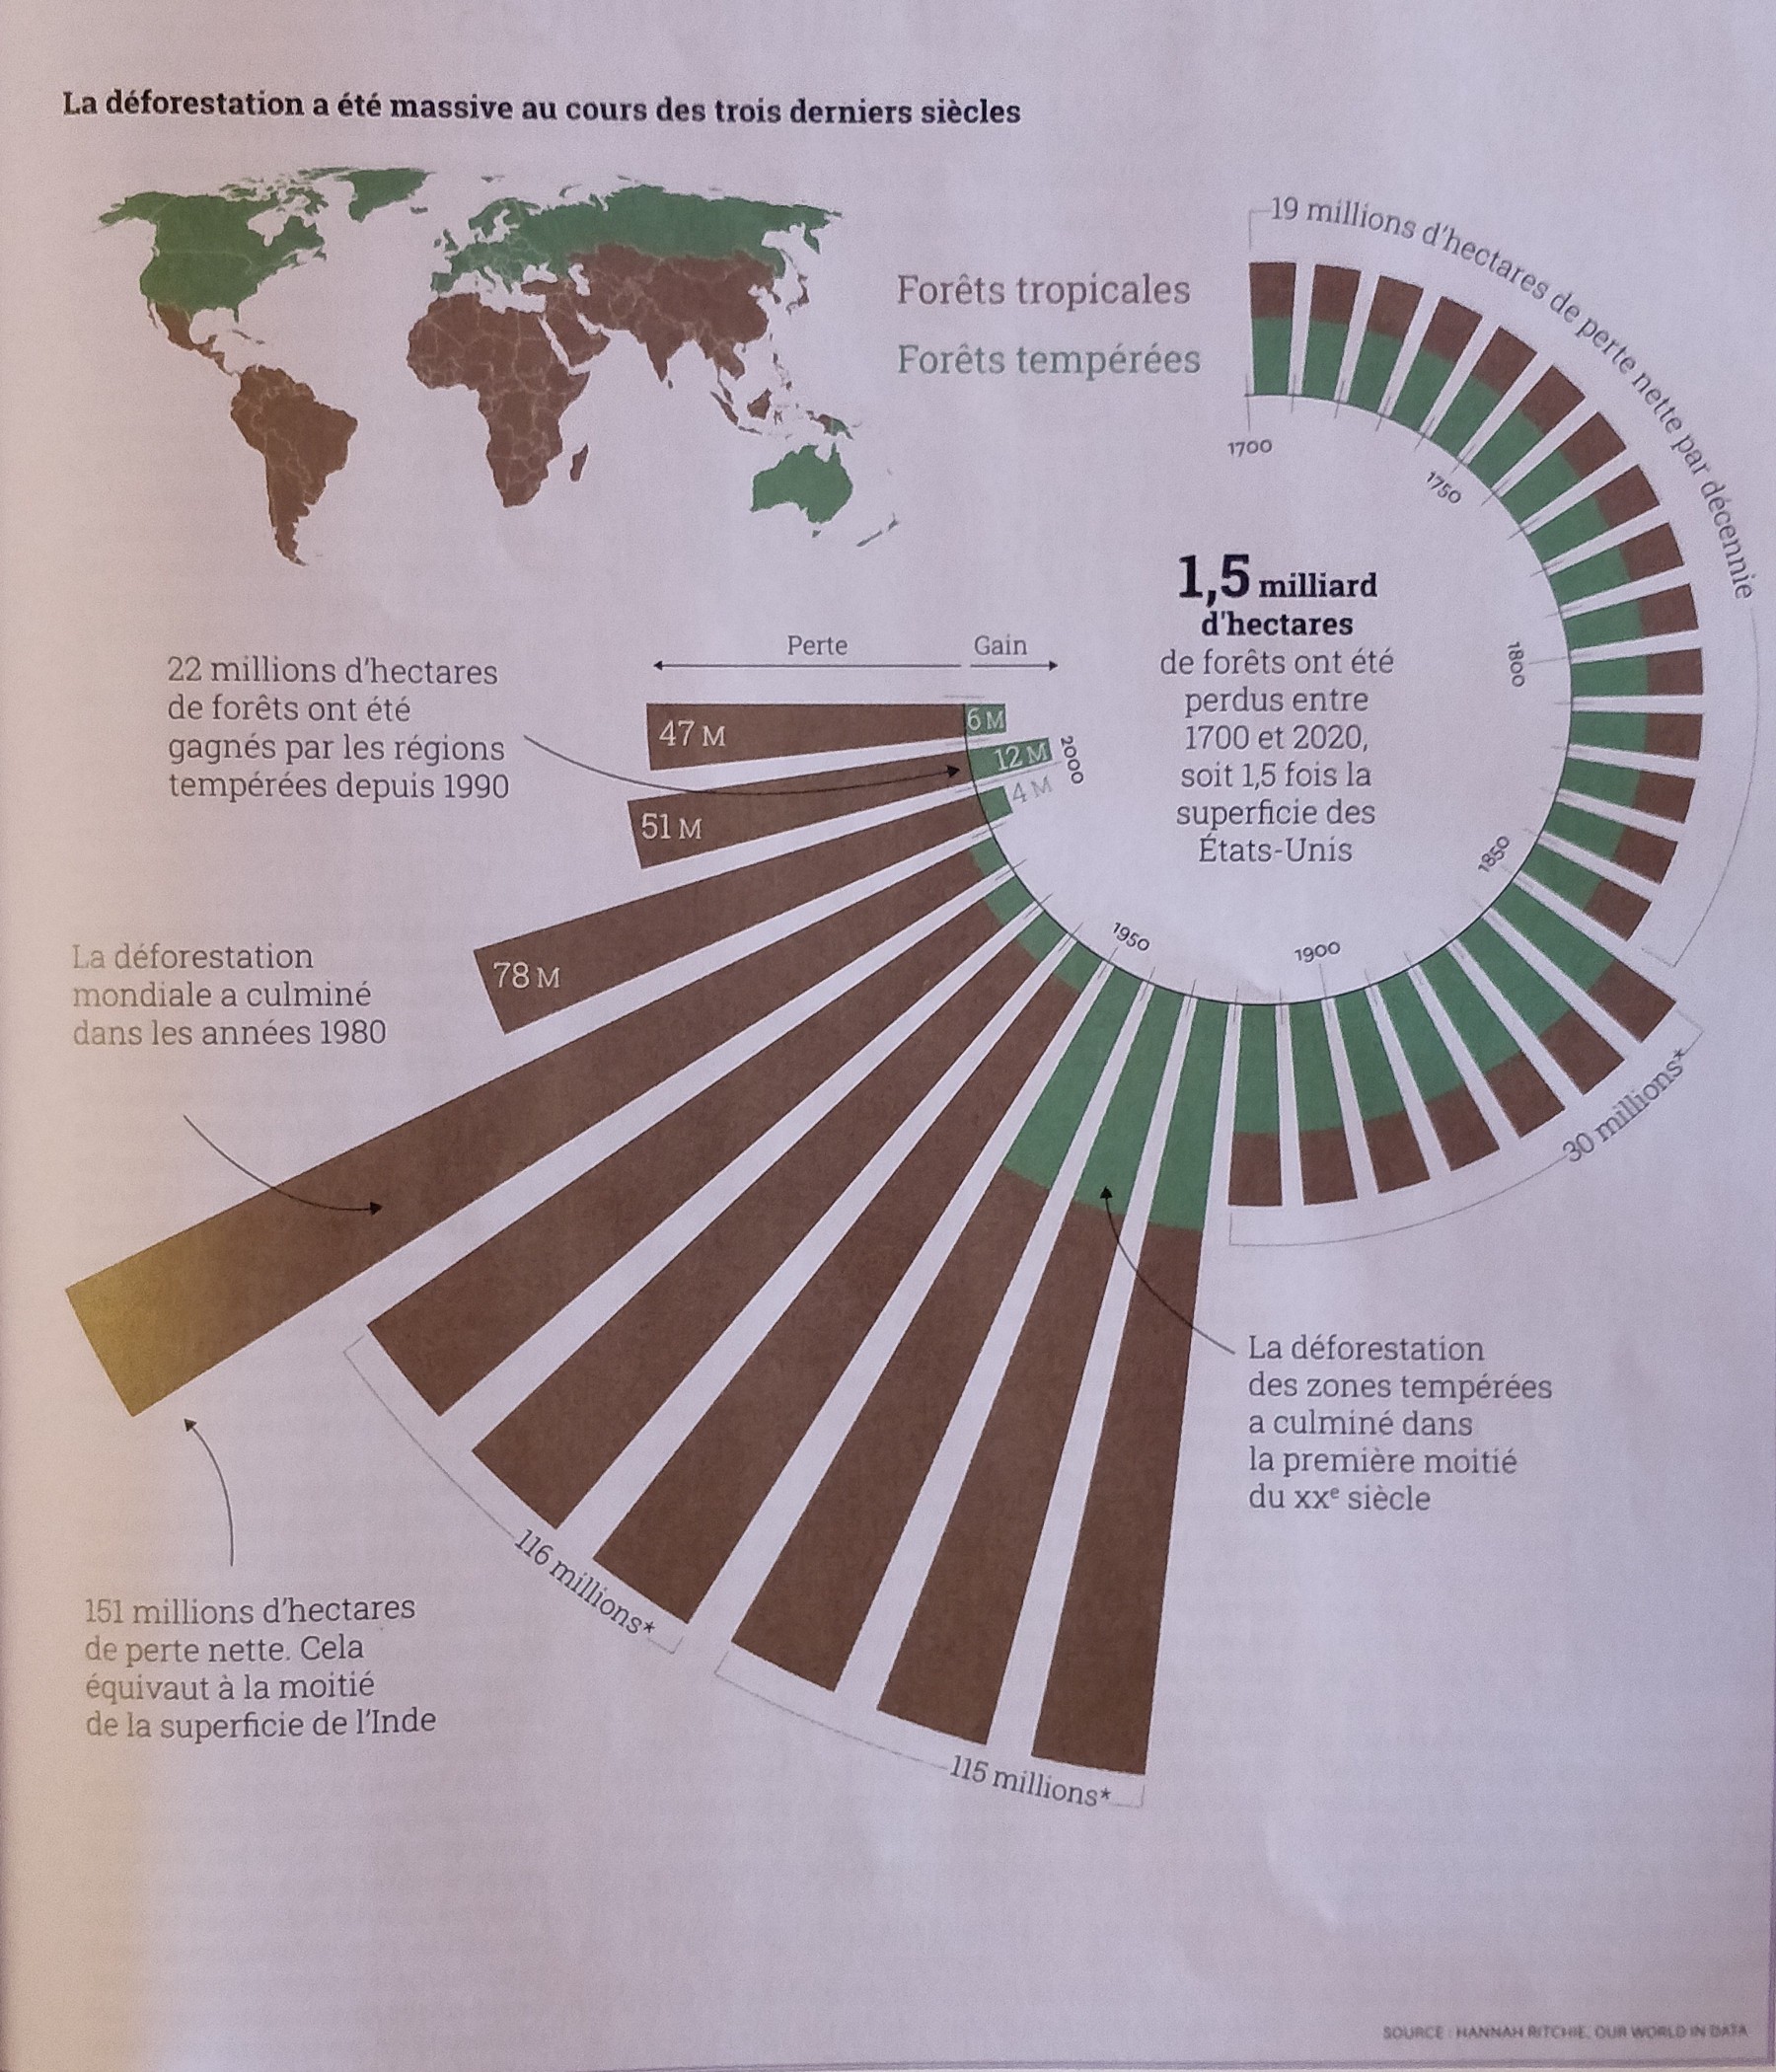 La déforestation a été massive au cours des trois derniers siècles
Forêts tropicales
Forêts tempérées
19 millions d'hectares de perte nette par décennie
1700
1750
1800
1850
1900
1950
2000
1,5 milliard
d'hectares
de forêts ont été
perdus entre
1700 et 2020,
soit 1,5 fois la
superficie des
États-Unis
Perte
Gain
22 millions d'hectares
de forêts ont été
gagnés par les régions
tempérées depuis 1990
47 M
6 M
51 M
12 M
78 M
4 M
La déforestation
mondiale a culminé
dans les années 1980
30 millions*
La déforestation
des zones tempérées
a culminé dans
la première moitié
du XXe siècle
116 millions*
115 millions*
151 millions d'hectares
de perte nette. Cela
équivaut à la moitié
de la superficie de l'Inde
SOURCE : HANNAH RITCHIE, OUR WORLD IN DATA